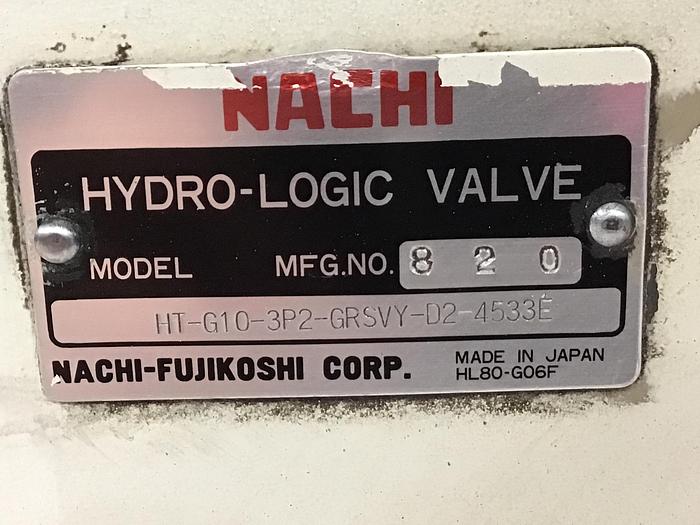 NACHI
HYDRO-LOGIC VALVE
MODEL MFG.NO. 8 2 0
HT-G10-3P2-GRSVY-D2-4533E
NACHI-FUJIKOSHI CORP.
MADE IN JAPAN
HL80-G06F